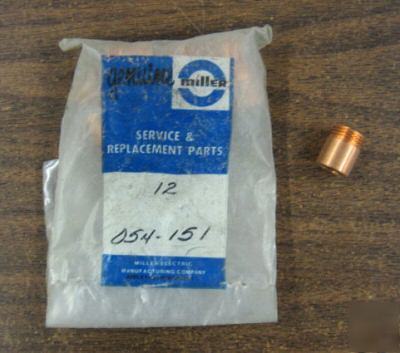 genuine
miller
SERVICE &
REPLACEMENT PARTS
12
054-151
MILLER ELECTRIC
MANUFACTURING COMPANY